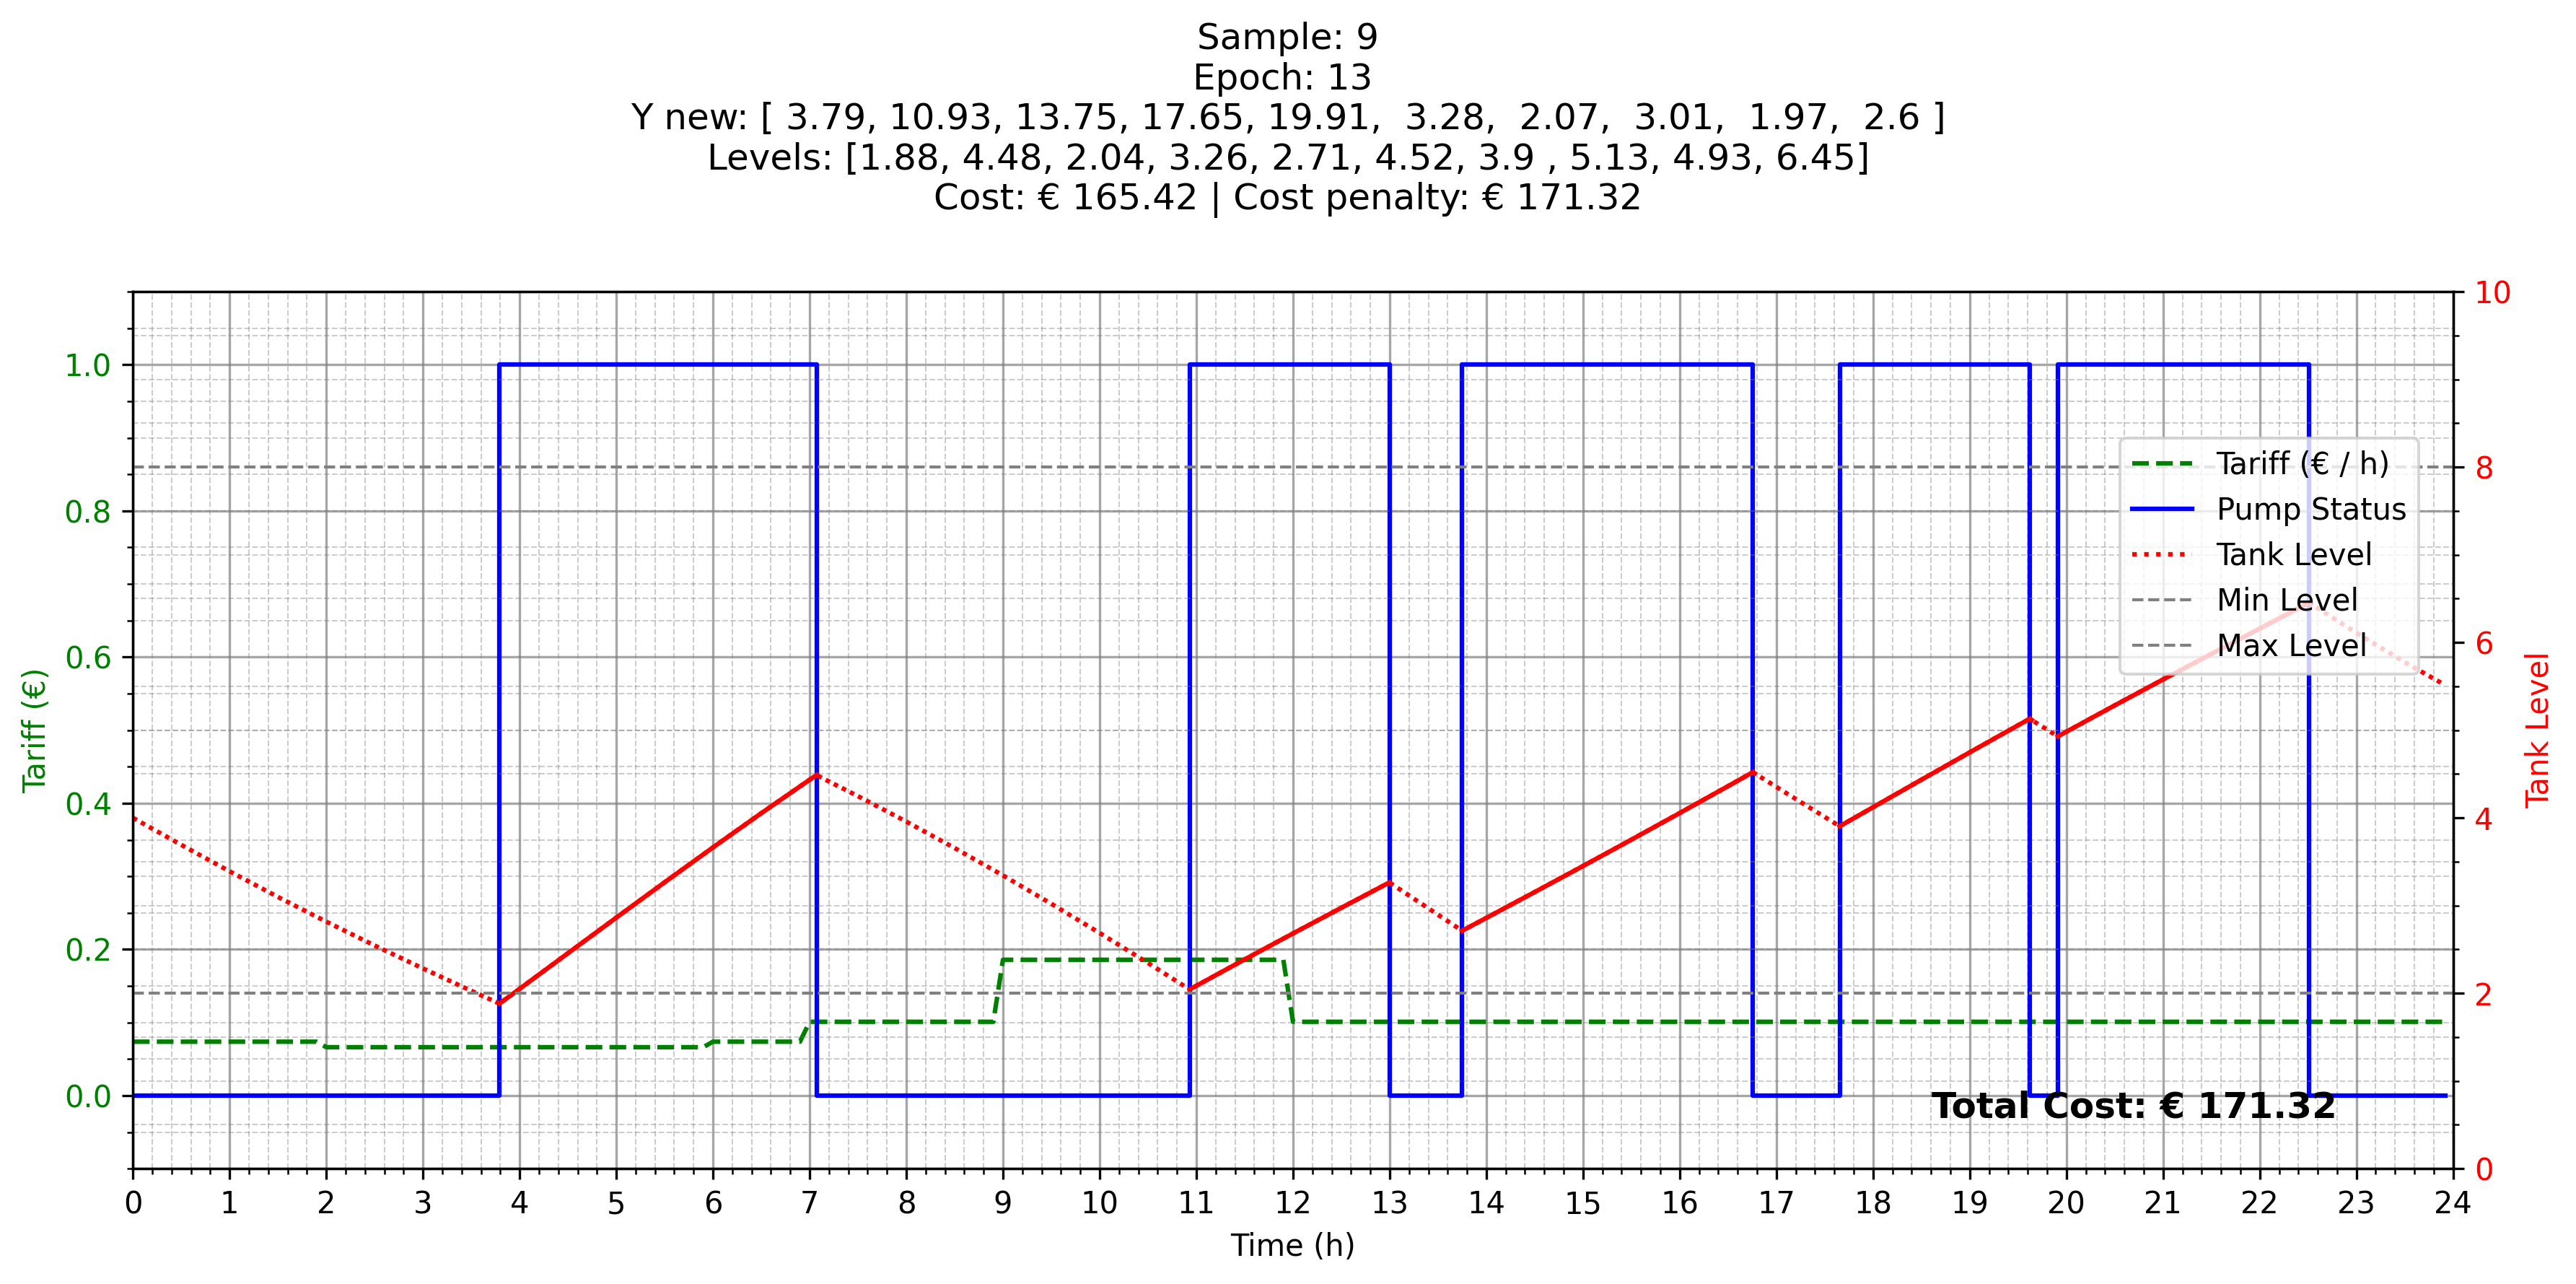 Sample: 9
Epoch: 13
Y new: [ 3.79, 10.93, 13.75, 17.65, 19.91,  3.28,  2.07,  3.01,  1.97,  2.6 ]
Levels: [1.88, 4.48, 2.04, 3.26, 2.71, 4.52, 3.9 , 5.13, 4.93, 6.45]
Cost: € 165.42 | Cost penalty: € 171.32
1.0
0.8
0.6
0.4
0.2
0.0
Tariff (€)
10
8
6
4
2
0
Tank Level
Tariff (€ / h)
Pump Status
Tank Level
Min Level
Max Level
Total Cost: € 171.32
0 1 2 3 4 5 6 7 8 9 10 11 12 13 14 15 16 17 18 19 20 21 22 23 24
Time (h)